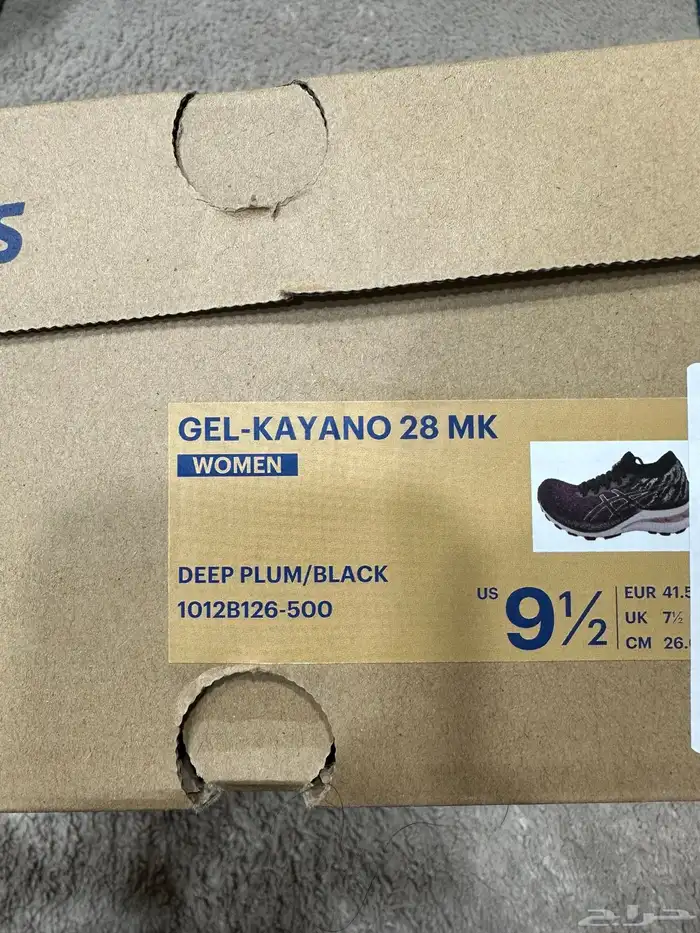 s
GEL-KAYANO 28 MK
WOMEN
DEEP PLUM/BLACK
1012B126-500
US 9½
EUR 41.5
UK 7½
CM 26.
حراج